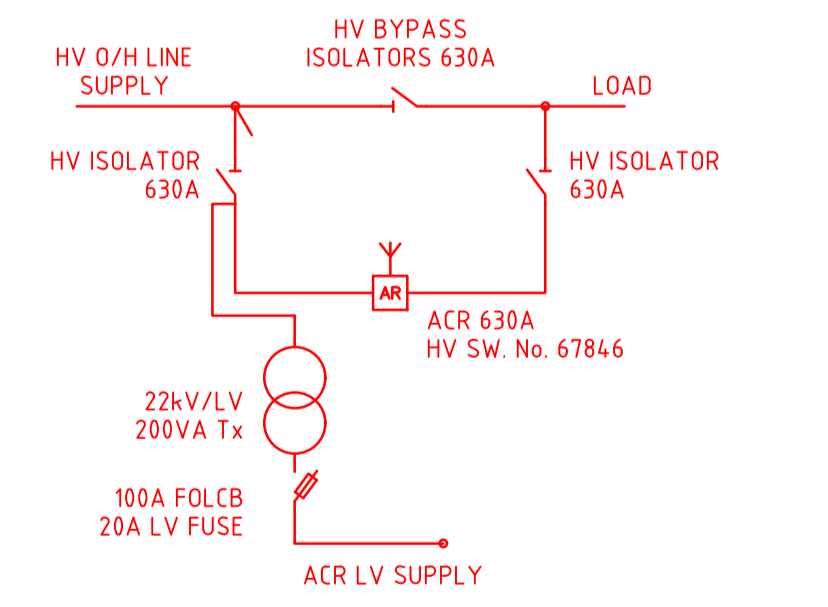 HV BYPASS
ISOLATORS 630A
HV O/H LINE
SUPPLY
LOAD
HV ISOLATOR
630A
HV ISOLATOR
630A
AR
ACR 630A
HV SW. No. 67846
22kV/LV
200VA Tx
100A FOLCB
20A LV FUSE
ACR LV SUPPLY